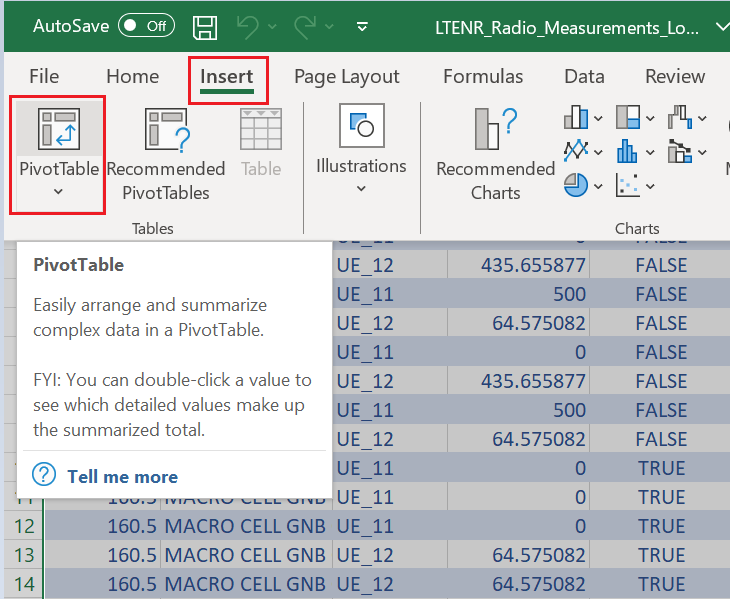 AutoSave Off LTENR_Radio_Measurements_Lo...
File Home Insert Page Layout Formulas Data Review
PivotTable
Recommended
PivotTables
Table
Illustrations
Recommended
Charts
Tables
Charts
PivotTable
Easily arrange and summarize
complex data in a PivotTable.
FYI: You can double-click a value to
see which detailed values make up
the summarized total.
Tell me more
UE_12 435.655877 FALSE
UE_11 500 FALSE
UE_12 64.575082 FALSE
UE_11 0 FALSE
UE_12 435.655877 FALSE
UE_11 500 FALSE
UE_12 64.575082 FALSE
UE_11 0 TRUE
11 160.5 MACRO CELL GNB UE_11 0 TRUE
12 160.5 MACRO CELL GNB UE_11 0 TRUE
13 160.5 MACRO CELL GNB UE_12 64.575082 TRUE
14 160.5 MACRO CELL GNB UE_12 64.575082 TRUE